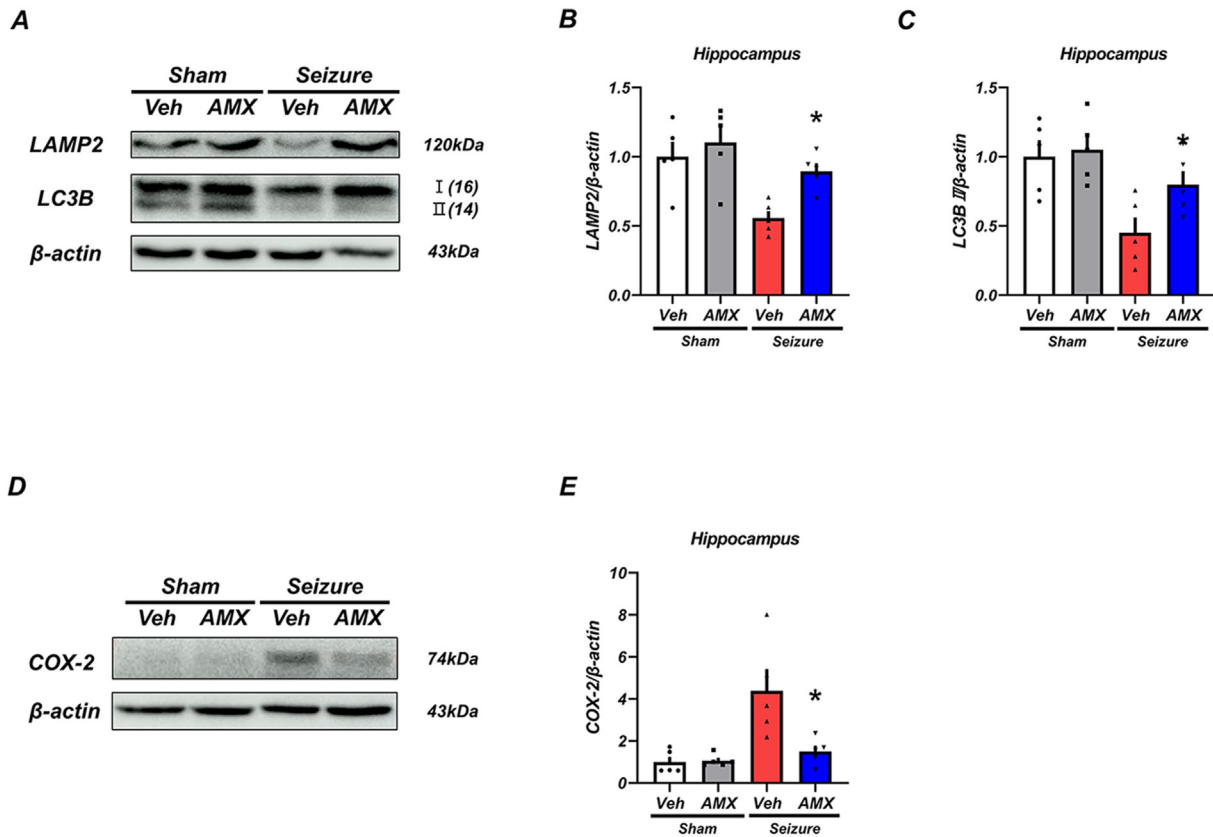 A
Sham Seizure
Veh AMX Veh AMX
LAMP2 120kDa
LC3B I (16)
II (14)
β-actin 43kDa
B
Hippocampus
LAMP2/β-actin
1.5
1.0
0.5
0.0
*
Veh AMX Veh AMX
Sham Seizure
C
Hippocampus
LC3B II/β-actin
1.5
1.0
0.5
0.0
*
Veh AMX Veh AMX
Sham Seizure
D
Sham Seizure
Veh AMX Veh AMX
COX-2 74kDa
β-actin 43kDa
E
Hippocampus
COX-2/β-actin
10
8
6
4
2
0
*
Veh AMX Veh AMX
Sham Seizure